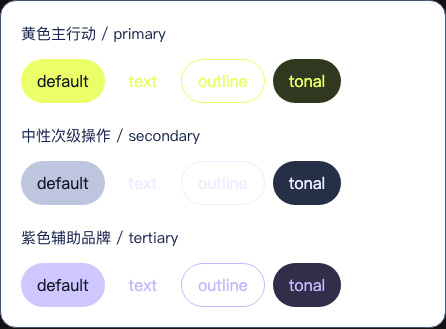 黄色主行动 / primary
default text outline tonal
中性次级操作 / secondary
default text outline tonal
紫色辅助品牌 / tertiary
default text outline tonal